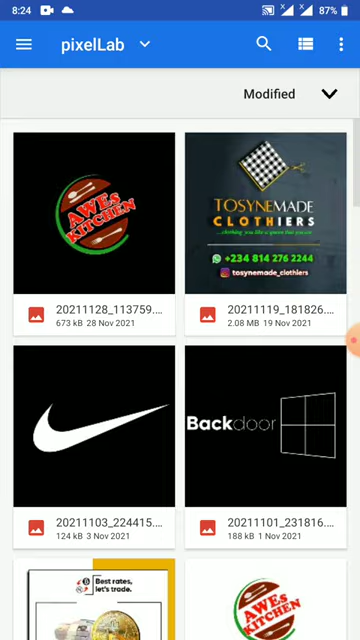 8:24
87%
pixelLab
Modified
AWEs
KITCHEN
TOSYNEMADE
CLOTHIERS
+234 814 276 2244
tosynemade_clothiers
20211128_113759....
673 kB 28 Nov 2021
20211119_181826....
2.08 MB 19 Nov 2021
Backdoor
20211103_224415....
124 kB 3 Nov 2021
20211101_231816....
188 kB 1 Nov 2021
Best rates,
let's trade.
AWEs
KITCHEN